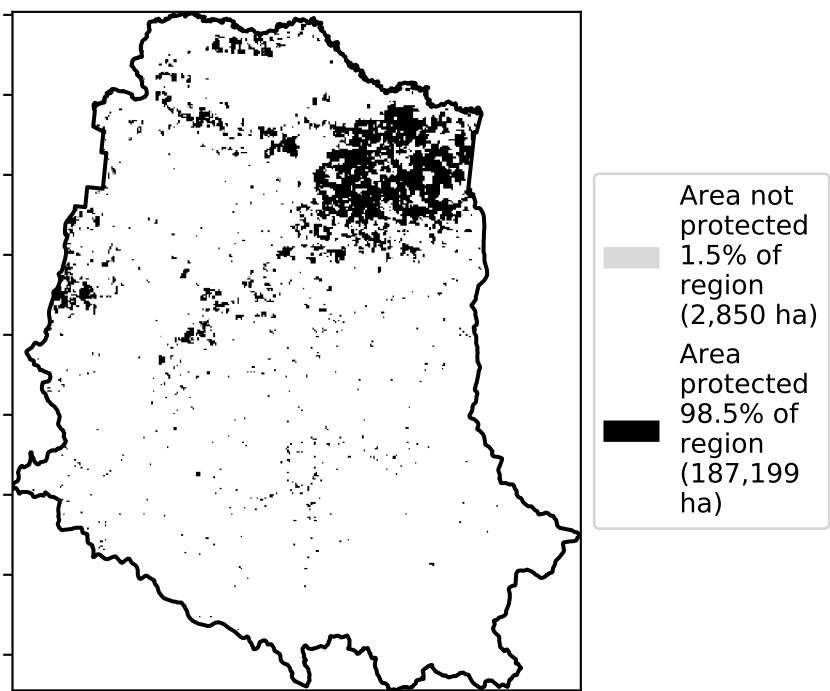 Area not
protected
1.5% of
region
(2,850 ha)
Area
protected
98.5% of
region
(187,199
ha)